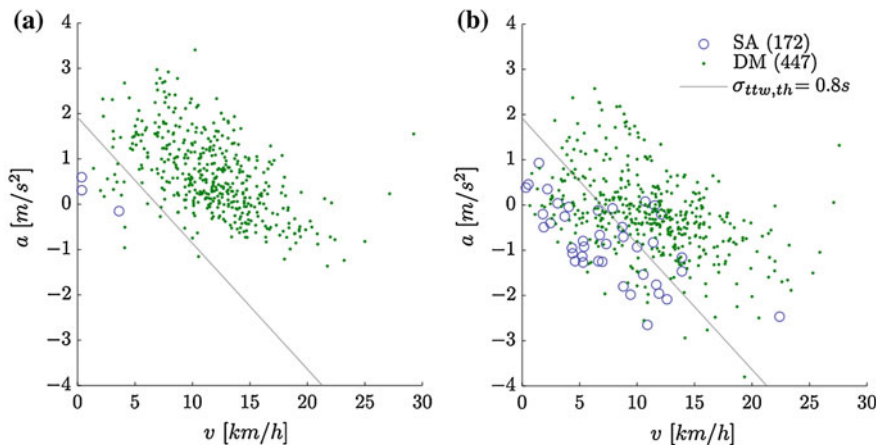 (a)
4
3
2
1
0
−1
−2
−3
−4
a [m/s²]
0 5 10 15 20 25 30
v [km/h]
(b)
4
3
2
1
0
−1
−2
−3
−4
a [m/s²]
0 5 10 15 20 25 30
v [km/h]
SA (172)
DM (447)
σttw,th = 0.8s